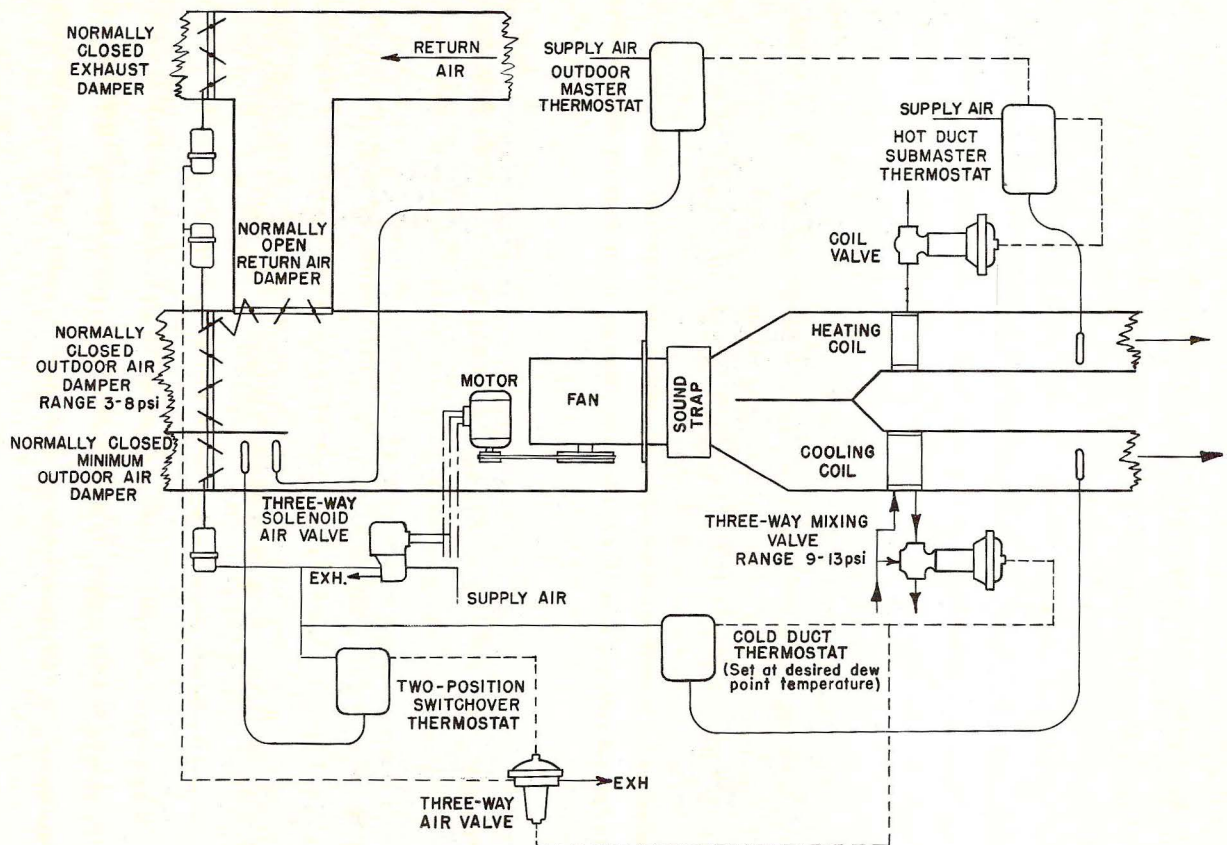 NORMALLY
CLOSED
EXHAUST
DAMPER
RETURN
AIR
SUPPLY AIR
OUTDOOR
MASTER
THERMOSTAT
SUPPLY AIR
HOT DUCT
SUBMASTER
THERMOSTAT
NORMALLY
OPEN
RETURN AIR
DAMPER
COIL
VALVE
NORMALLY
CLOSED
OUTDOOR AIR
DAMPER
RANGE 3-8psi
MOTOR
FAN
SOUND
TRAP
HEATING
COIL
NORMALLY CLOSED
MINIMUM
OUTDOOR AIR
DAMPER
COOLING
COIL
THREE-WAY
SOLENOID
AIR VALVE
THREE-WAY MIXING
VALVE
RANGE 9-13psi
EXH.
SUPPLY AIR
COLD DUCT
THERMOSTAT
(Set at desired dew
point temperature)
TWO-POSITION
SWITCHOVER
THERMOSTAT
EXH
THREE-WAY
AIR VALVE